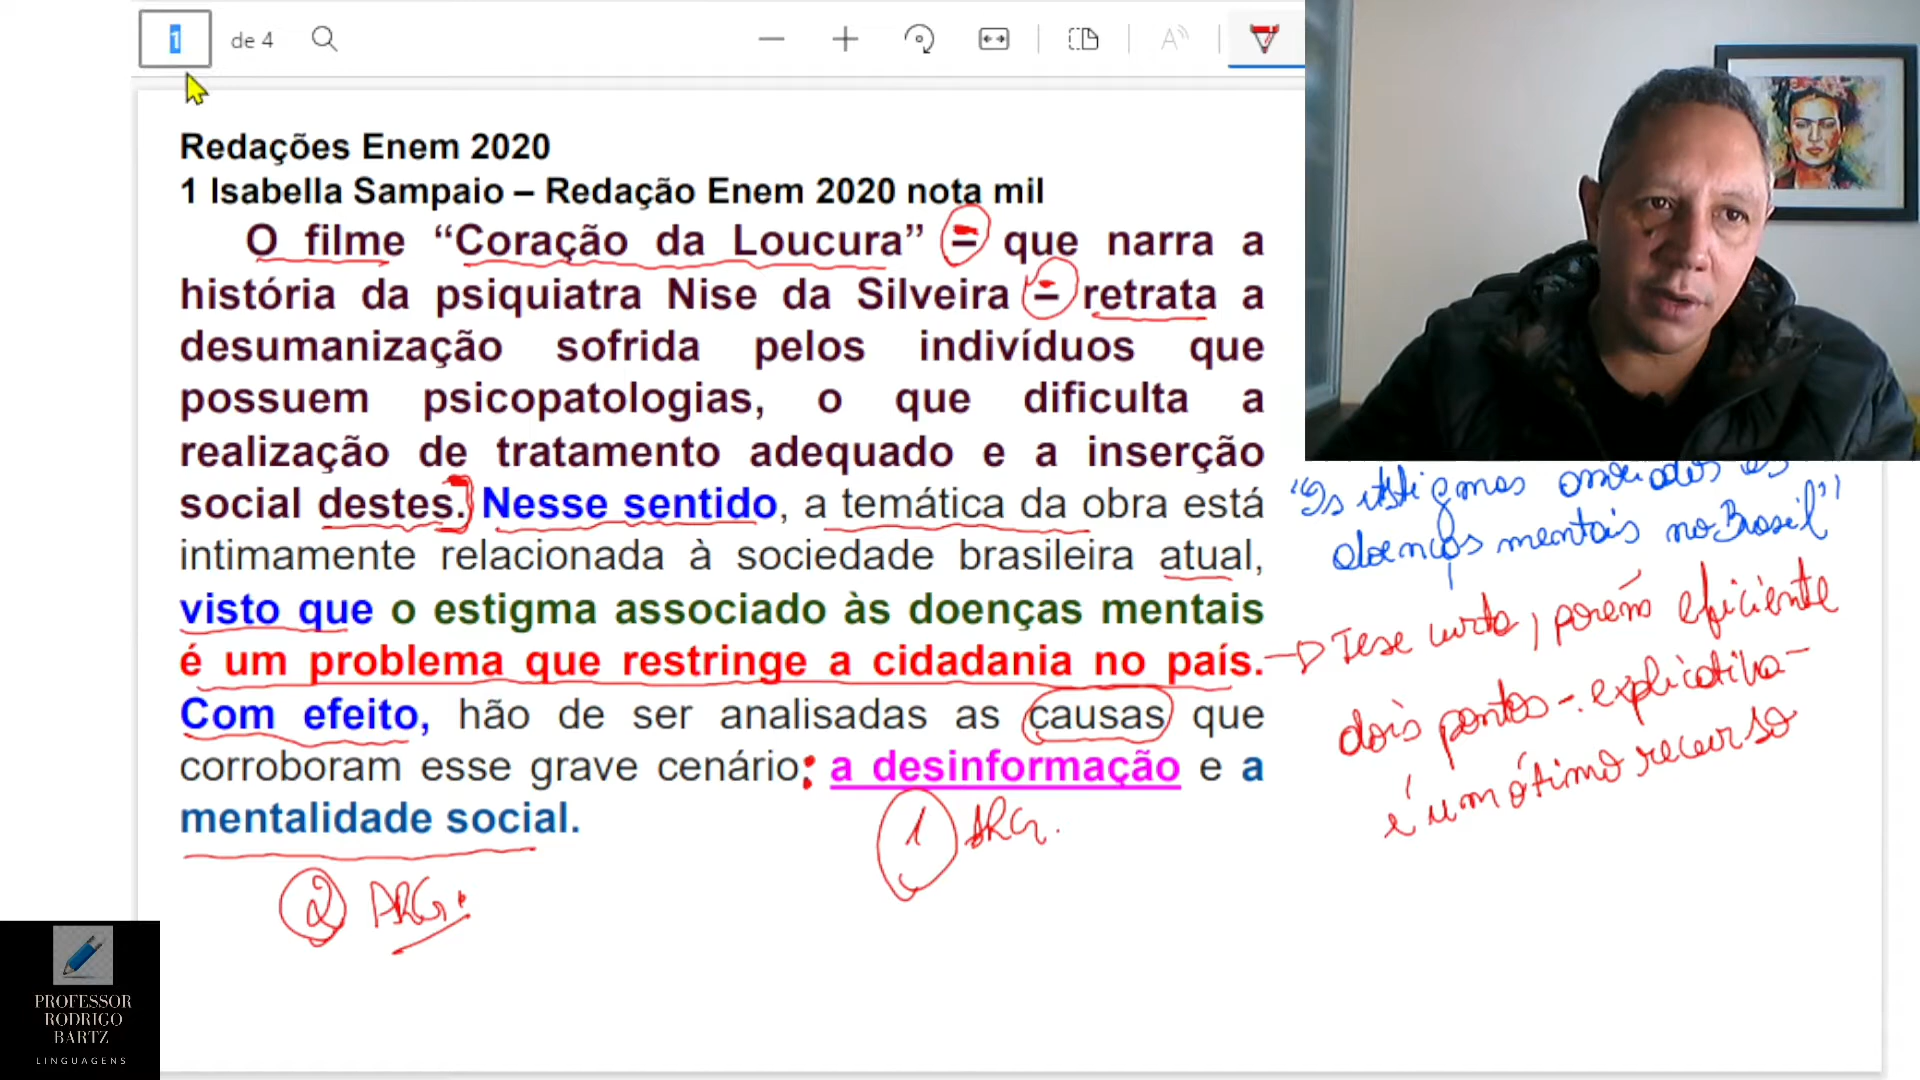 1 de 4
Redações Enem 2020
1 Isabella Sampaio – Redação Enem 2020 nota mil
O filme “Coração da Loucura” – que narra a
história da psiquiatra Nise da Silveira – retrata a
desumanização sofrida pelos indivíduos que
possuem psicopatologias, o que dificulta a
realização de tratamento adequado e a inserção
social destes. Nesse sentido, a temática da obra está
intimamente relacionada à sociedade brasileira atual,
visto que o estigma associado às doenças mentais
é um problema que restringe a cidadania no país.
Com efeito, hão de ser analisadas as causas que
corroboram esse grave cenário: a desinformação e a
mentalidade social.
1 ARG.
2 ARG.
doenças mentais no Brasil"
Tese curta, porém eficiente
dois pontos - explicativa -
é um ótimo recurso
PROFESSOR
RODRIGO
BARTZ
LINGUAGENS